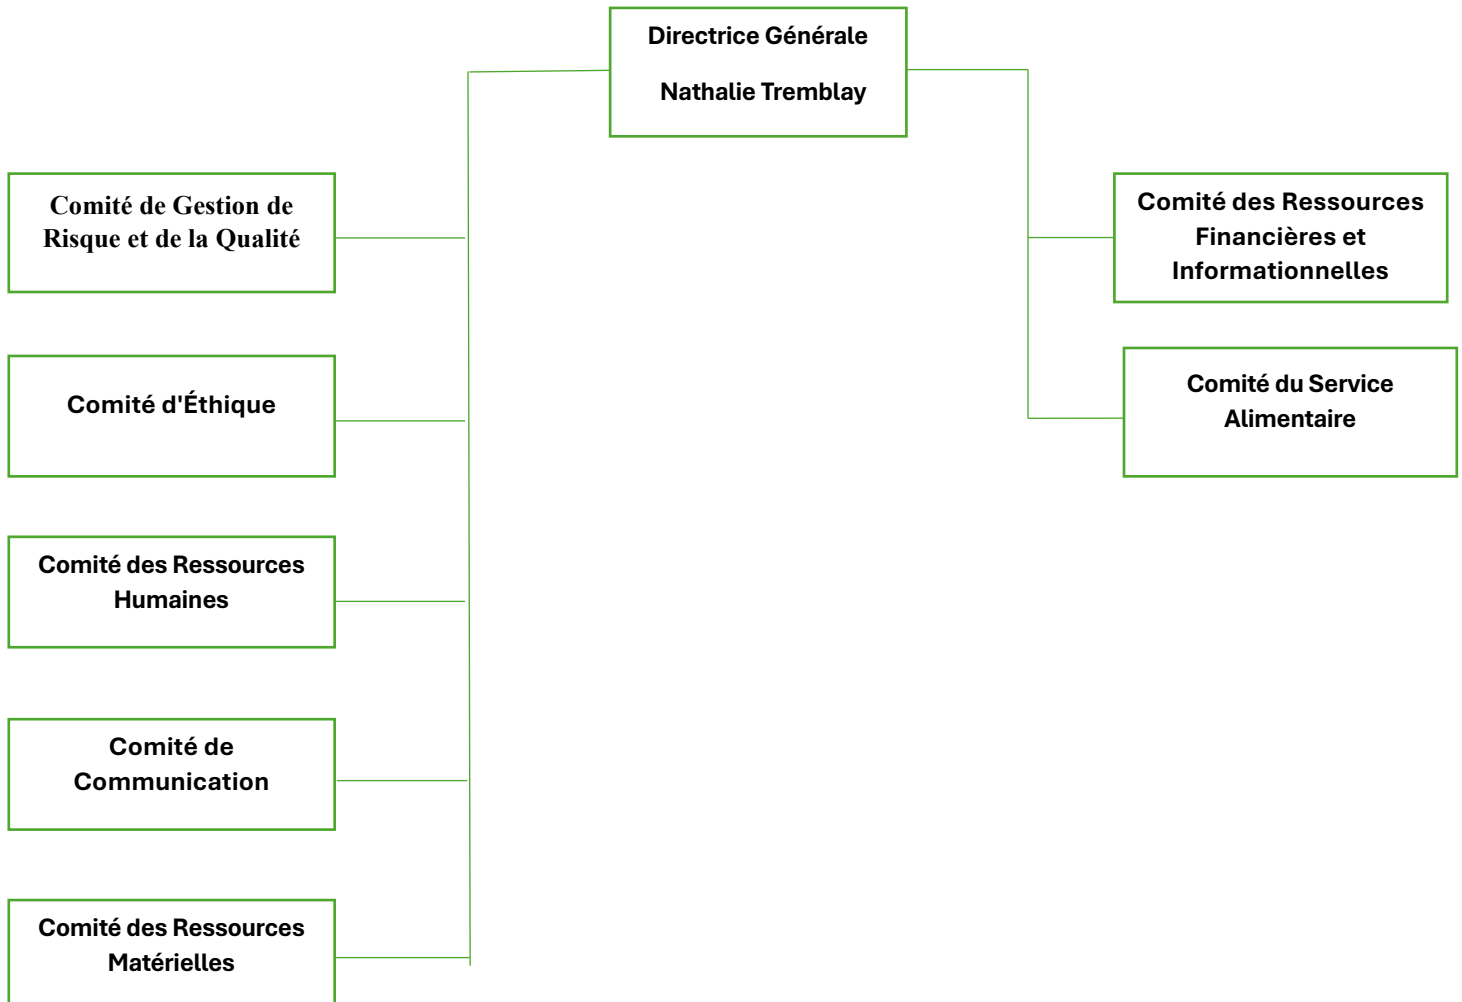 Directrice Générale
Nathalie Tremblay
Comité de Gestion de
Risque et de la Qualité
Comité d'Éthique
Comité des Ressources
Humaines
Comité de
Communication
Comité des Ressources
Matérielles
Comité des Ressources
Financières et
Informationnelles
Comité du Service
Alimentaire